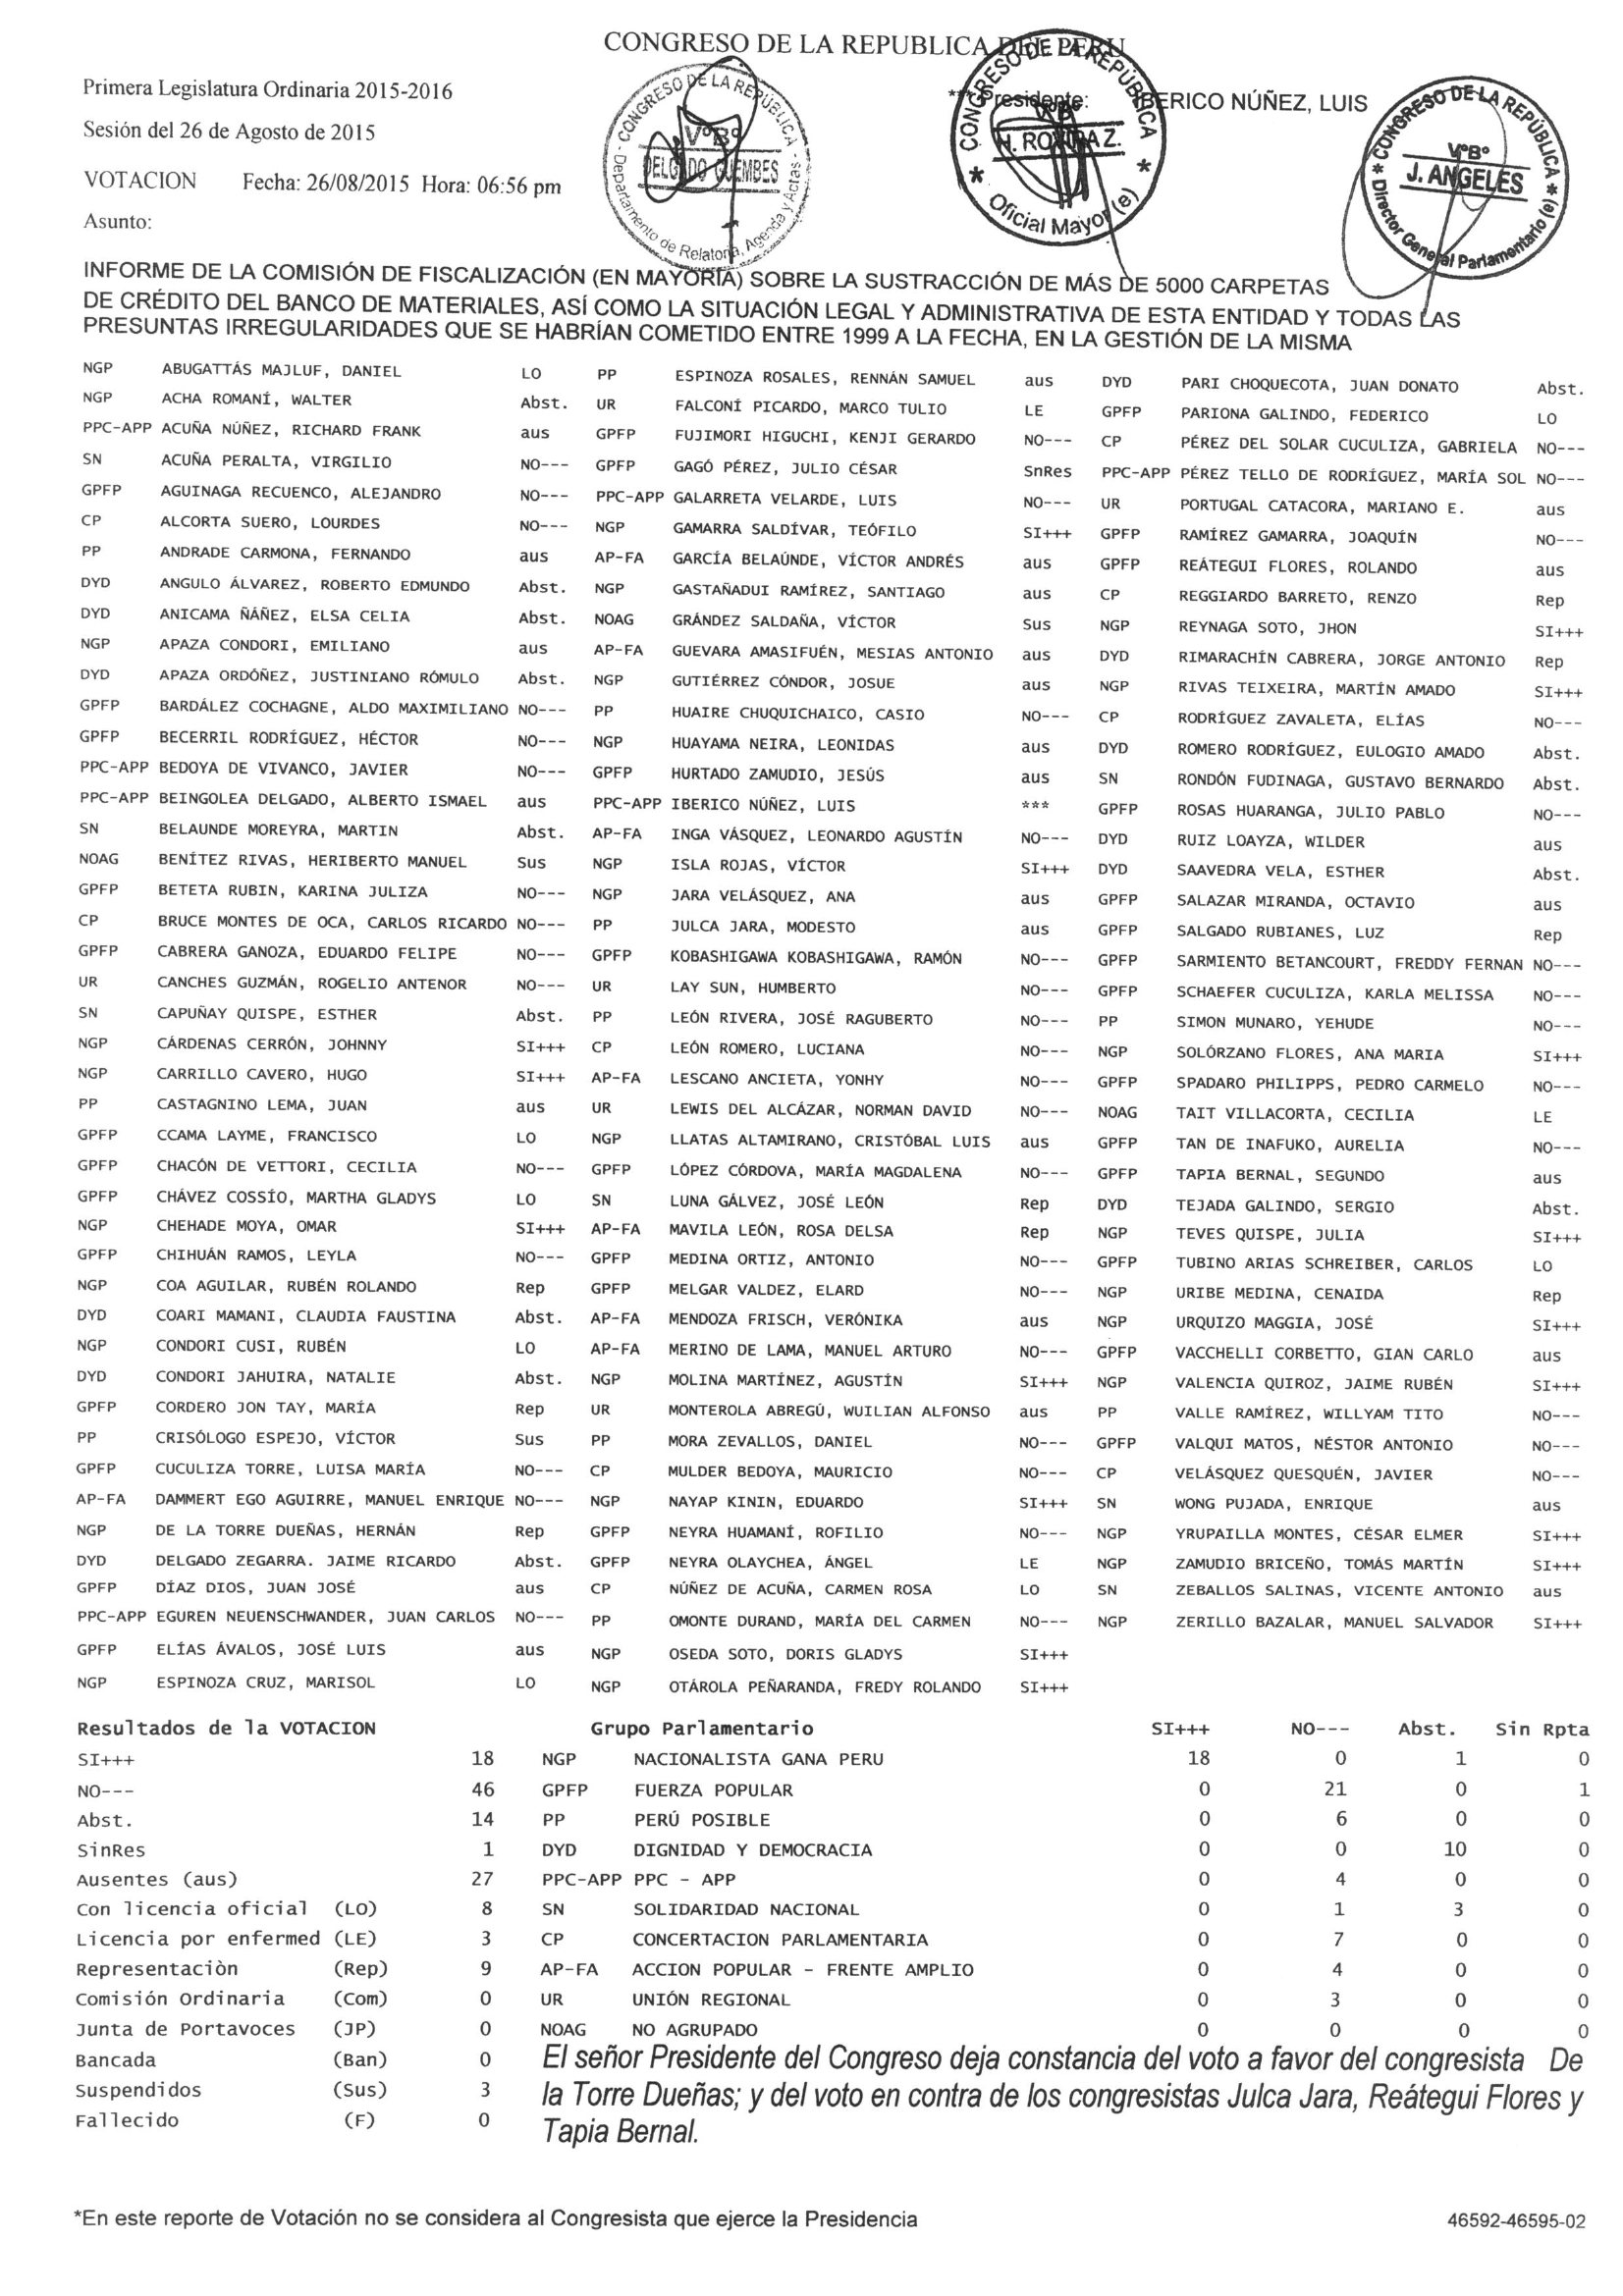 CONGRESO DE LA REPUBLICA DEL PERU
Primera Legislatura Ordinaria 2015-2016
*** Presidente: IBERICO NÚÑEZ, LUIS
Sesión del 26 de Agosto de 2015
VOTACION Fecha: 26/08/2015 Hora: 06:56 pm
Asunto:
CONGRESO DE LA REPÚBLICA - Departamento de Relatoría, Agenda y Actas -
VºBº
DELGADO GUEMBES
CONGRESO DE LA REPÚBLICA * Oficial Mayor (e) *
VºBº
CONGRESO DE LA REPÚBLICA * Director General Parlamentario (e) *
VºBº
J. ANGELES
INFORME DE LA COMISIÓN DE FISCALIZACIÓN (EN MAYORÍA) SOBRE LA SUSTRACCIÓN DE MÁS DE 5000 CARPETAS
DE CRÉDITO DEL BANCO DE MATERIALES, ASÍ COMO LA SITUACIÓN LEGAL Y ADMINISTRATIVA DE ESTA ENTIDAD Y TODAS LAS
PRESUNTAS IRREGULARIDADES QUE SE HABRÍAN COMETIDO ENTRE 1999 A LA FECHA, EN LA GESTIÓN DE LA MISMA
NGP ABUGATTÁS MAJLUF, DANIEL LO PP ESPINOZA ROSALES, RENNÁN SAMUEL aus DYD PARI CHOQUECOTA, JUAN DONATO Abst.
NGP ACHA ROMANÍ, WALTER Abst. UR FALCONÍ PICARDO, MARCO TULIO LE GPFP PARIONA GALINDO, FEDERICO LO
PPC-APP ACUÑA NÚÑEZ, RICHARD FRANK aus GPFP FUJIMORI HIGUCHI, KENJI GERARDO NO--- CP PÉREZ DEL SOLAR CUCULIZA, GABRIELA NO---
SN ACUÑA PERALTA, VIRGILIO NO--- GPFP GAGÓ PÉREZ, JULIO CÉSAR SnRes PPC-APP PÉREZ TELLO DE RODRÍGUEZ, MARÍA SOL NO---
GPFP AGUINAGA RECUENCO, ALEJANDRO NO--- PPC-APP GALARRETA VELARDE, LUIS NO--- UR PORTUGAL CATACORA, MARIANO E. aus
CP ALCORTA SUERO, LOURDES NO--- NGP GAMARRA SALDÍVAR, TEÓFILO SI+++ GPFP RAMÍREZ GAMARRA, JOAQUÍN NO---
PP ANDRADE CARMONA, FERNANDO aus AP-FA GARCÍA BELAÚNDE, VÍCTOR ANDRÉS aus GPFP REÁTEGUI FLORES, ROLANDO aus
DYD ANGULO ÁLVAREZ, ROBERTO EDMUNDO Abst. NGP GASTAÑADUI RAMÍREZ, SANTIAGO aus CP REGGIARDO BARRETO, RENZO Rep
DYD ANICAMA ÑÁÑEZ, ELSA CELIA Abst. NOAG GRÁNDEZ SALDAÑA, VÍCTOR Sus NGP REYNAGA SOTO, JHON SI+++
NGP APAZA CONDORI, EMILIANO aus AP-FA GUEVARA AMASIFUÉN, MESIAS ANTONIO aus DYD RIMARACHÍN CABRERA, JORGE ANTONIO Rep
DYD APAZA ORDÓÑEZ, JUSTINIANO RÓMULO Abst. NGP GUTIÉRREZ CÓNDOR, JOSUE aus NGP RIVAS TEIXEIRA, MARTÍN AMADO SI+++
GPFP BARDÁLEZ COCHAGNE, ALDO MAXIMILIANO NO--- PP HUAIRE CHUQUICHAICO, CASIO NO--- CP RODRÍGUEZ ZAVALETA, ELÍAS NO---
GPFP BECERRIL RODRÍGUEZ, HÉCTOR NO--- NGP HUAYAMA NEIRA, LEONIDAS aus DYD ROMERO RODRÍGUEZ, EULOGIO AMADO Abst.
PPC-APP BEDOYA DE VIVANCO, JAVIER NO--- GPFP HURTADO ZAMUDIO, JESÚS aus SN RONDÓN FUDINAGA, GUSTAVO BERNARDO Abst.
PPC-APP BEINGOLEA DELGADO, ALBERTO ISMAEL aus PPC-APP IBERICO NÚÑEZ, LUIS *** GPFP ROSAS HUARANGA, JULIO PABLO NO---
SN BELAUNDE MOREYRA, MARTIN Abst. AP-FA INGA VÁSQUEZ, LEONARDO AGUSTÍN NO--- DYD RUIZ LOAYZA, WILDER aus
NOAG BENÍTEZ RIVAS, HERIBERTO MANUEL Sus NGP ISLA ROJAS, VÍCTOR SI+++ DYD SAAVEDRA VELA, ESTHER Abst.
GPFP BETETA RUBIN, KARINA JULIZA NO--- NGP JARA VELÁSQUEZ, ANA aus GPFP SALAZAR MIRANDA, OCTAVIO aus
CP BRUCE MONTES DE OCA, CARLOS RICARDO NO--- PP JULCA JARA, MODESTO aus GPFP SALGADO RUBIANES, LUZ Rep
GPFP CABRERA GANOZA, EDUARDO FELIPE NO--- GPFP KOBASHIGAWA KOBASHIGAWA, RAMÓN NO--- GPFP SARMIENTO BETANCOURT, FREDDY FERNAN NO---
UR CANCHES GUZMÁN, ROGELIO ANTENOR NO--- UR LAY SUN, HUMBERTO NO--- GPFP SCHAEFER CUCULIZA, KARLA MELISSA NO---
SN CAPUÑAY QUISPE, ESTHER Abst. PP LEÓN RIVERA, JOSÉ RAGUBERTO NO--- PP SIMON MUNARO, YEHUDE NO---
NGP CÁRDENAS CERRÓN, JOHNNY SI+++ CP LEÓN ROMERO, LUCIANA NO--- NGP SOLÓRZANO FLORES, ANA MARIA SI+++
NGP CARRILLO CAVERO, HUGO SI+++ AP-FA LESCANO ANCIETA, YONHY NO--- GPFP SPADARO PHILIPPS, PEDRO CARMELO NO---
PP CASTAGNINO LEMA, JUAN aus UR LEWIS DEL ALCÁZAR, NORMAN DAVID NO--- NOAG TAIT VILLACORTA, CECILIA LE
GPFP CCAMA LAYME, FRANCISCO LO NGP LLATAS ALTAMIRANO, CRISTÓBAL LUIS aus GPFP TAN DE INAFUKO, AURELIA NO---
GPFP CHACÓN DE VETTORI, CECILIA NO--- GPFP LÓPEZ CÓRDOVA, MARÍA MAGDALENA NO--- GPFP TAPIA BERNAL, SEGUNDO aus
GPFP CHÁVEZ COSSÍO, MARTHA GLADYS LO SN LUNA GÁLVEZ, JOSÉ LEÓN Rep DYD TEJADA GALINDO, SERGIO Abst.
NGP CHEHADE MOYA, OMAR SI+++ AP-FA MAVILA LEÓN, ROSA DELSA Rep NGP TEVES QUISPE, JULIA SI+++
GPFP CHIHUÁN RAMOS, LEYLA NO--- GPFP MEDINA ORTIZ, ANTONIO NO--- GPFP TUBINO ARIAS SCHREIBER, CARLOS LO
NGP COA AGUILAR, RUBÉN ROLANDO Rep GPFP MELGAR VALDEZ, ELARD NO--- NGP URIBE MEDINA, CENAIDA Rep
DYD COARI MAMANI, CLAUDIA FAUSTINA Abst. AP-FA MENDOZA FRISCH, VERÓNIKA aus NGP URQUIZO MAGGIA, JOSÉ SI+++
NGP CONDORI CUSI, RUBÉN LO AP-FA MERINO DE LAMA, MANUEL ARTURO NO--- GPFP VACCHELLI CORBETTO, GIAN CARLO aus
DYD CONDORI JAHUIRA, NATALIE Abst. NGP MOLINA MARTÍNEZ, AGUSTÍN SI+++ NGP VALENCIA QUIROZ, JAIME RUBÉN SI+++
GPFP CORDERO JON TAY, MARÍA Rep UR MONTEROLA ABREGÚ, WUILIAN ALFONSO aus PP VALLE RAMÍREZ, WILLYAM TITO NO---
PP CRISÓLOGO ESPEJO, VÍCTOR Sus PP MORA ZEVALLOS, DANIEL NO--- GPFP VALQUI MATOS, NÉSTOR ANTONIO NO---
GPFP CUCULIZA TORRE, LUISA MARÍA NO--- CP MULDER BEDOYA, MAURICIO NO--- CP VELÁSQUEZ QUESQUÉN, JAVIER NO---
AP-FA DAMMERT EGO AGUIRRE, MANUEL ENRIQUE NO--- NGP NAYAP KININ, EDUARDO SI+++ SN WONG PUJADA, ENRIQUE aus
NGP DE LA TORRE DUEÑAS, HERNÁN Rep GPFP NEYRA HUAMANÍ, ROFILIO NO--- NGP YRUPAILLA MONTES, CÉSAR ELMER SI+++
DYD DELGADO ZEGARRA. JAIME RICARDO Abst. GPFP NEYRA OLAYCHEA, ÁNGEL LE NGP ZAMUDIO BRICEÑO, TOMÁS MARTÍN SI+++
GPFP DÍAZ DIOS, JUAN JOSÉ aus CP NÚÑEZ DE ACUÑA, CARMEN ROSA LO SN ZEBALLOS SALINAS, VICENTE ANTONIO aus
PPC-APP EGUREN NEUENSCHWANDER, JUAN CARLOS NO--- PP OMONTE DURAND, MARÍA DEL CARMEN NO--- NGP ZERILLO BAZALAR, MANUEL SALVADOR SI+++
GPFP ELÍAS ÁVALOS, JOSÉ LUIS aus NGP OSEDA SOTO, DORIS GLADYS SI+++
NGP ESPINOZA CRUZ, MARISOL LO NGP OTÁROLA PEÑARANDA, FREDY ROLANDO SI+++
Resultados de la VOTACION Grupo Parlamentario SI+++ NO--- Abst. Sin Rpta
SI+++ 18 NGP NACIONALISTA GANA PERU 18 0 1 0
NO--- 46 GPFP FUERZA POPULAR 0 21 0 1
Abst. 14 PP PERÚ POSIBLE 0 6 0 0
SinRes 1 DYD DIGNIDAD Y DEMOCRACIA 0 0 10 0
Ausentes (aus) 27 PPC-APP PPC - APP 0 4 0 0
Con licencia oficial (LO) 8 SN SOLIDARIDAD NACIONAL 0 1 3 0
Licencia por enfermed (LE) 3 CP CONCERTACION PARLAMENTARIA 0 7 0 0
Representaciòn (Rep) 9 AP-FA ACCION POPULAR - FRENTE AMPLIO 0 4 0 0
Comisión Ordinaria (Com) 0 UR UNIÓN REGIONAL 0 3 0 0
Junta de Portavoces (JP) 0 NOAG NO AGRUPADO 0 0 0 0
Bancada (Ban) 0
Suspendidos (Sus) 3
Fallecido (F) 0
El señor Presidente del Congreso deja constancia del voto a favor del congresista De
la Torre Dueñas; y del voto en contra de los congresistas Julca Jara, Reátegui Flores y
Tapia Bernal.
*En este reporte de Votación no se considera al Congresista que ejerce la Presidencia
46592-46595-02